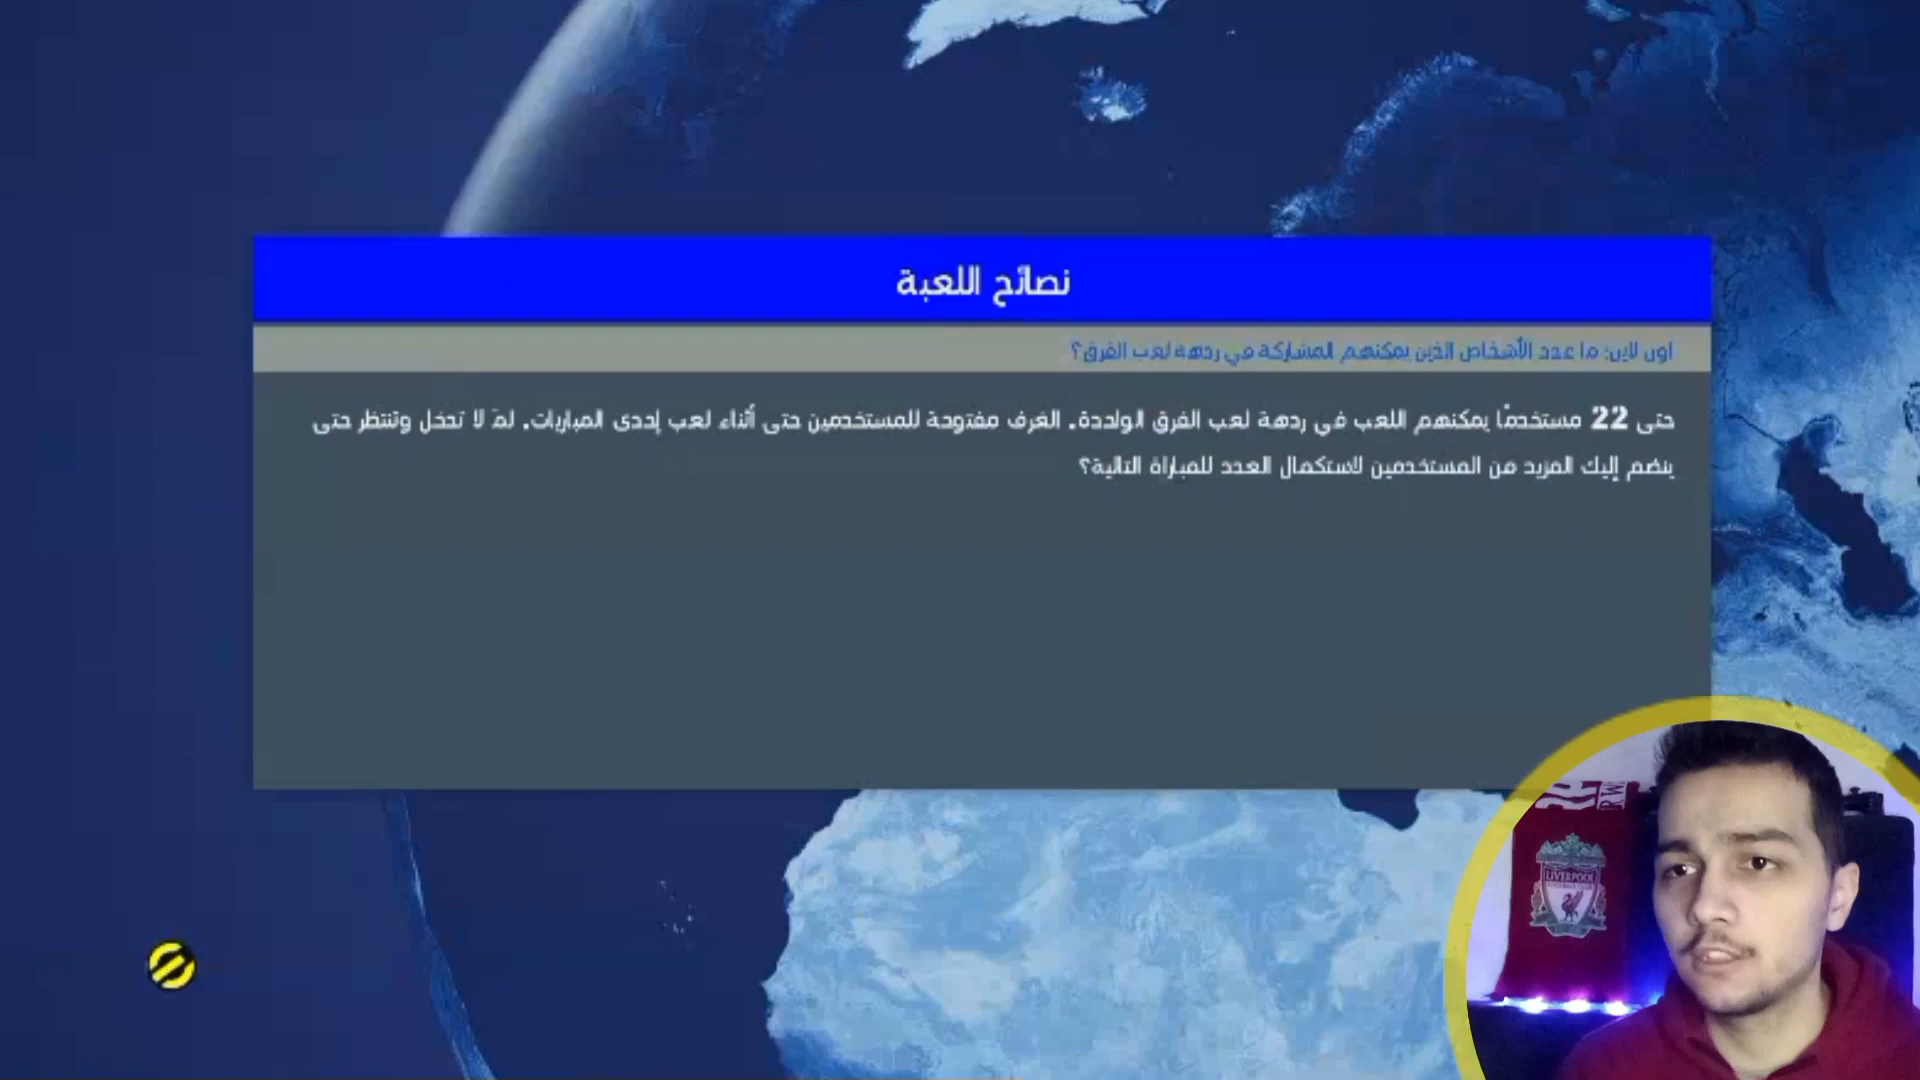 نصائح اللعبة
اون لاين: ما عدد الأشخاص الذين يمكنهم المشاركة في ردهة لعب الفرق؟
حتى 22 مستخدمًا يمكنهم اللعب في ردهة لعب الفرق الواحدة. الغرف مفتوحة للمستخدمين حتى أثناء لعب إحدى المباريات. لمَ لا تدخل وتنتظر حتى
ينضم إليك المزيد من المستخدمين لاستكمال العدد للمباراة التالية؟
LIVERPOOL